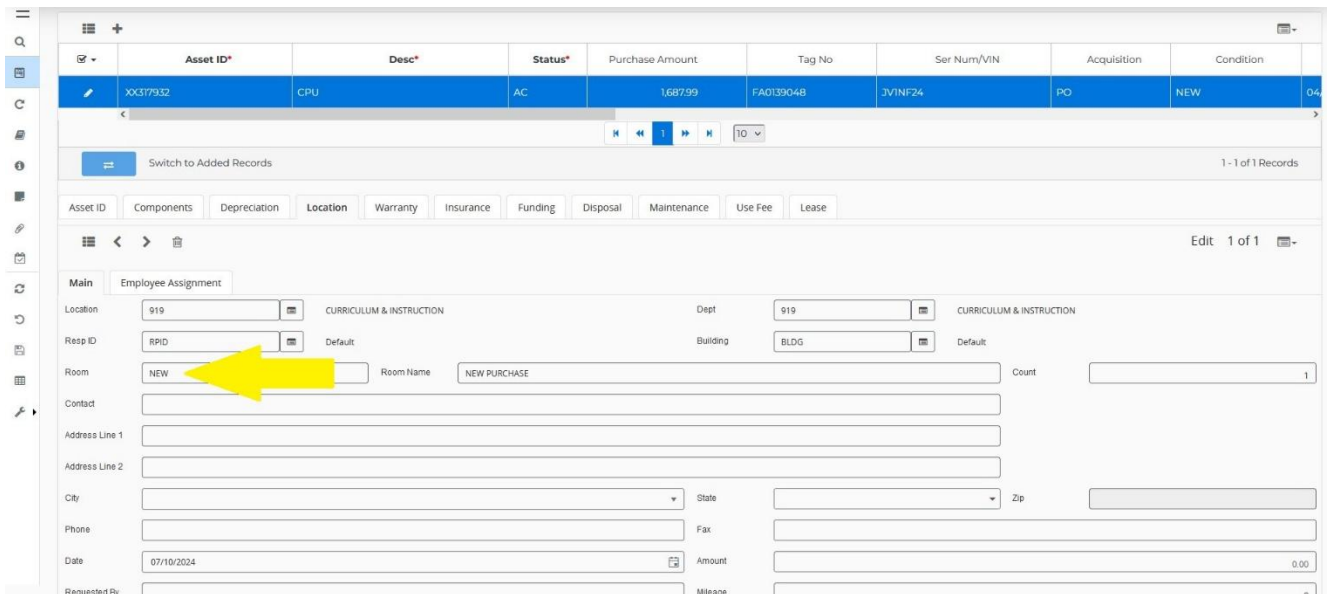 Asset ID* Desc* Status* Purchase Amount Tag No Ser Num/VIN Acquisition Condition
XX317932 CPU AC 1,687.99 FA0139048 JV1NF24 PO NEW 04/
1 10
Switch to Added Records 1 - 1 of 1 Records
Asset ID Components Depreciation Location Warranty Insurance Funding Disposal Maintenance Use Fee Lease
Edit 1 of 1
Main Employee Assignment
Location 919 CURRICULUM & INSTRUCTION Dept 919 CURRICULUM & INSTRUCTION
Resp ID RPID Default Building BLDG Default
Room NEW Room Name NEW PURCHASE Count 1
Contact
Address Line 1
Address Line 2
City State Zip
Phone Fax
Date 07/10/2024 Amount 0.00
Requested By Mileage